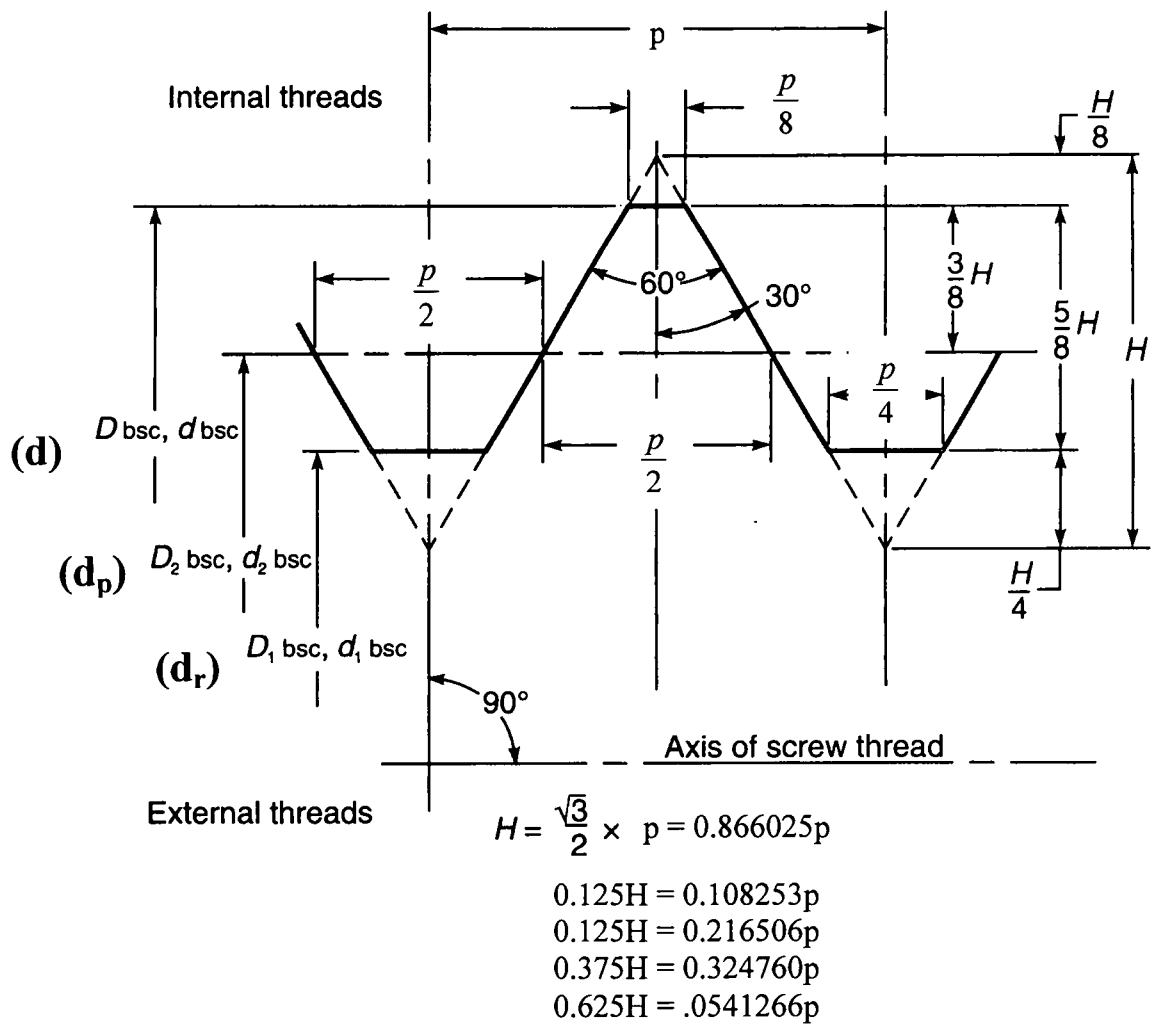 p
Internal threads
p/8
H/8
p/2
60°
30°
3/8 H
5/8 H
H
p/4
(d) D bsc, d bsc
p/2
(dₚ) D₂ bsc, d₂ bsc
H/4
(dᵣ) D₁ bsc, d₁ bsc
90°
Axis of screw thread
External threads
H = √3/2 × p = 0.866025p
0.125H = 0.108253p
0.125H = 0.216506p
0.375H = 0.324760p
0.625H = .0541266p